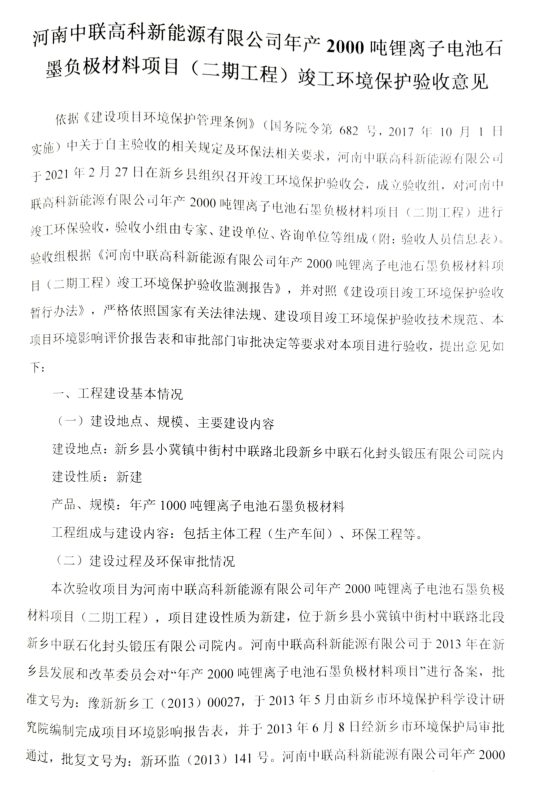 河南中联高科新能源有限公司年产 2000 吨锂离子电池石
墨负极材料项目（二期工程）竣工环境保护验收意见
依据《建设项目环境保护管理条例》（国务院令第 682 号，2017 年 10 月 1 日
实施）中关于自主验收的相关规定及环保法相关要求，河南中联高科新能源有限公司
于 2021 年 2 月 27 日在新乡县组织召开竣工环境保护验收会，成立验收组，对河南中
联高科新能源有限公司年产 2000 吨锂离子电池石墨负极材料项目（二期工程）进行
竣工环保验收，验收小组由专家、建设单位、咨询单位等组成（附：验收人员信息表）。
验收组根据《河南中联高科新能源有限公司年产 2000 吨锂离子电池石墨负极材料项
目（二期工程）竣工环境保护验收监测报告》，并对照《建设项目竣工环境保护验收
暂行办法》，严格依照国家有关法律法规、建设项目竣工环境保护验收技术规范、本
项目环境影响评价报告表和审批部门审批决定等要求对本项目进行验收，提出意见如
下：
一、工程建设基本情况
（一）建设地点、规模、主要建设内容
建设地点：新乡县小冀镇中街村中联路北段新乡中联石化封头锻压有限公司院内
建设性质：新建
产品、规模：年产 1000 吨锂离子电池石墨负极材料
工程组成与建设内容：包括主体工程（生产车间）、环保工程等。
（二）建设过程及环保审批情况
本次验收项目为河南中联高科新能源有限公司年产 2000 吨锂离子电池石墨负极
材料项目（二期工程），项目建设性质为新建，位于新乡县小冀镇中街村中联路北段
新乡中联石化封头锻压有限公司院内。河南中联高科新能源有限公司于 2013 年在新
乡县发展和改革委员会对“年产 2000 吨锂离子电池石墨负极材料项目”进行备案，批
准文号为：豫新新乡工（2013）00027，于 2013 年 5 月由新乡市环境保护科学设计研
究院编制完成项目环境影响报告表，并于 2013 年 6 月 8 日经新乡市环境保护局审批
通过，批复文号为：新环监（2013）141 号。河南中联高科新能源有限公司年产 2000